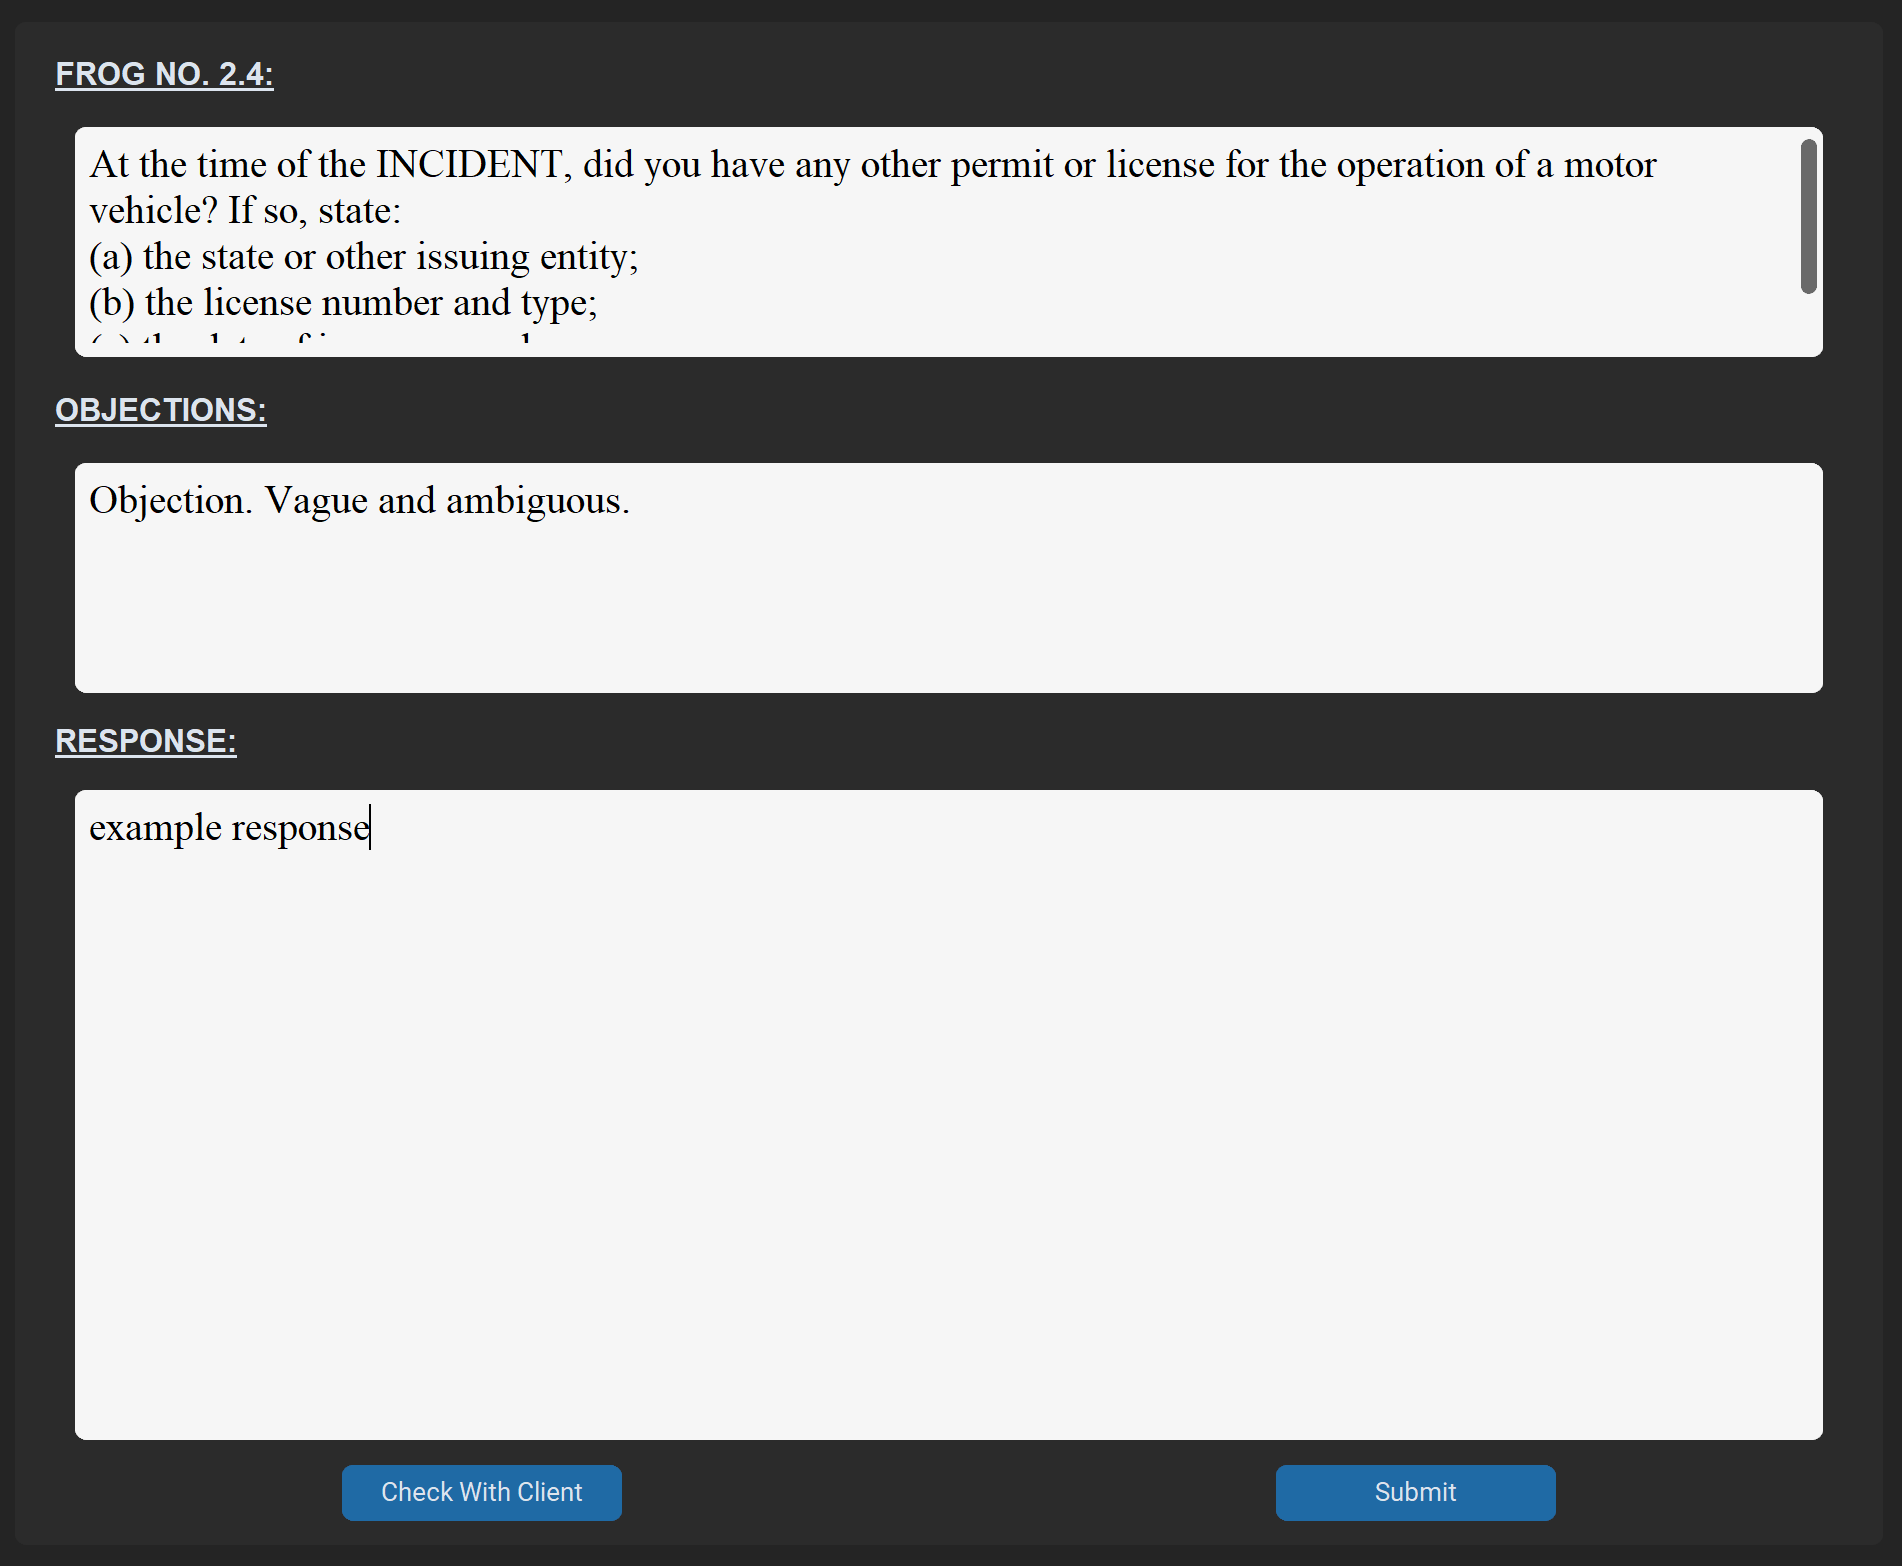 FROG NO. 2.4:
At the time of the INCIDENT, did you have any other permit or license for the operation of a motor
vehicle? If so, state:
(a) the state or other issuing entity;
(b) the license number and type;
OBJECTIONS:
Objection. Vague and ambiguous.
RESPONSE:
example response
Check With Client
Submit